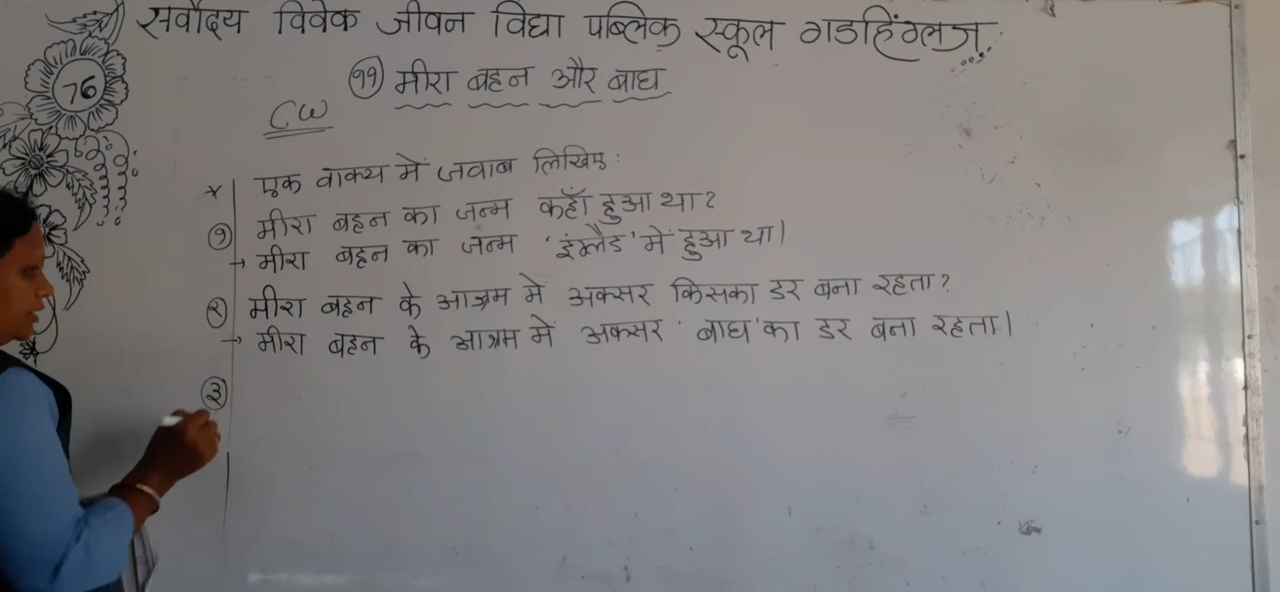 सर्वोदय विवेक जीवन विद्या पब्लिक स्कूल गडहिंग्लज.
76
११ मीरा बहन और बाघ
CW
* एक वाक्य में जवाब लिखिए :
१ मीरा बहन का जन्म कहाँ हुआ था?
→ मीरा बहन का जन्म 'इंग्लैंड' में हुआ था।
२ मीरा बहन के आश्रम में अक्सर किसका डर बना रहता?
→ मीरा बहन के आश्रम में अक्सर 'बाघ' का डर बना रहता।
३